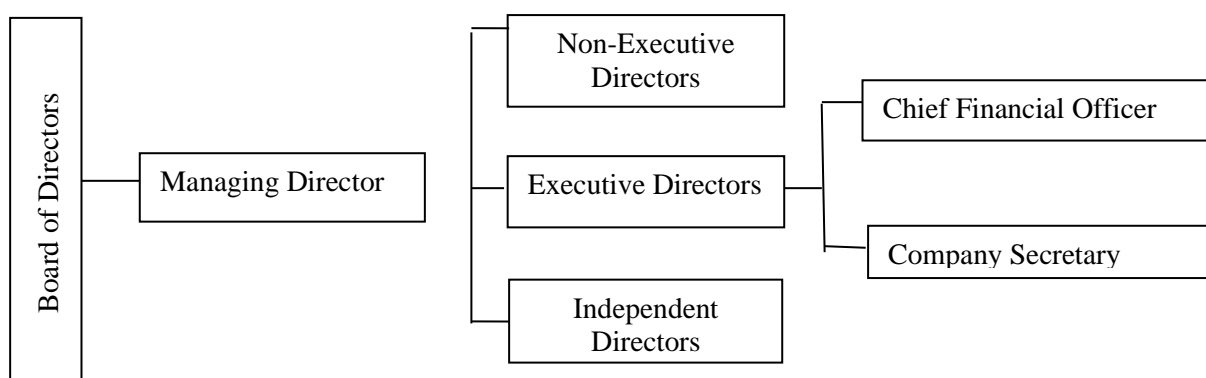 Board of Directors
Managing Director
Non-Executive
Directors
Executive Directors
Independent
Directors
Chief Financial Officer
Company Secretary